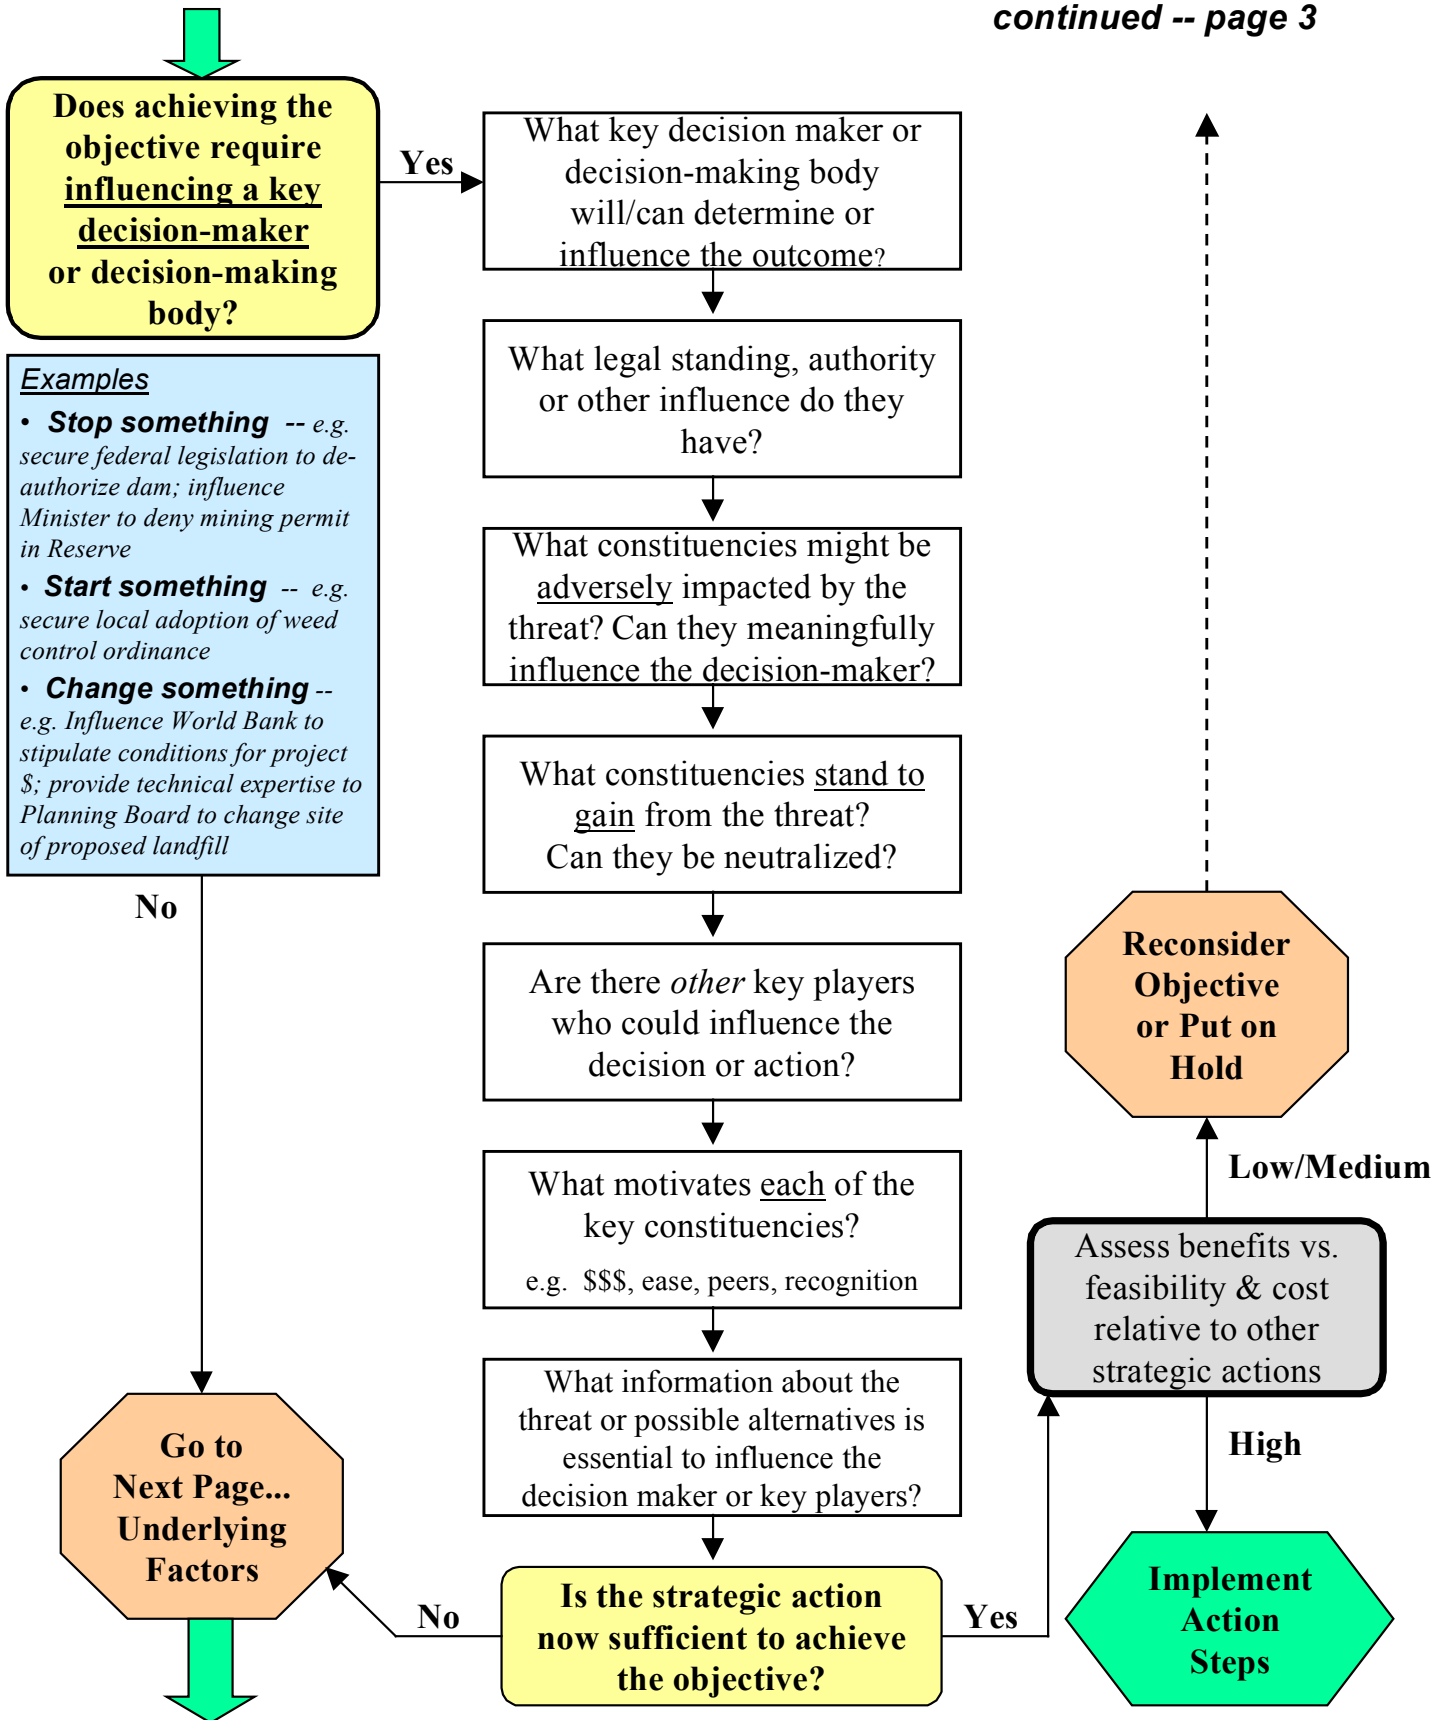 continued -- page 3
Does achieving the
objective require
influencing a key
decision-maker
or decision-making
body?
Yes
What key decision maker or
decision-making body
will/can determine or
influence the outcome?
What legal standing, authority
or other influence do they
have?
Examples
• Stop something -- e.g.
secure federal legislation to de-
authorize dam; influence
Minister to deny mining permit
in Reserve
• Start something -- e.g.
secure local adoption of weed
control ordinance
• Change something --
e.g. Influence World Bank to
stipulate conditions for project
$; provide technical expertise to
Planning Board to change site
of proposed landfill
No
What constituencies might be
adversely impacted by the
threat? Can they meaningfully
influence the decision-maker?
What constituencies stand to
gain from the threat?
Can they be neutralized?
Are there other key players
who could influence the
decision or action?
What motivates each of the
key constituencies?
e.g. $$$, ease, peers, recognition
What information about the
threat or possible alternatives is
essential to influence the
decision maker or key players?
Reconsider
Objective
or Put on
Hold
Low/Medium
Assess benefits vs.
feasibility & cost
relative to other
strategic actions
High
Go to
Next Page...
Underlying
Factors
No
Is the strategic action
now sufficient to achieve
the objective?
Yes
Implement
Action
Steps